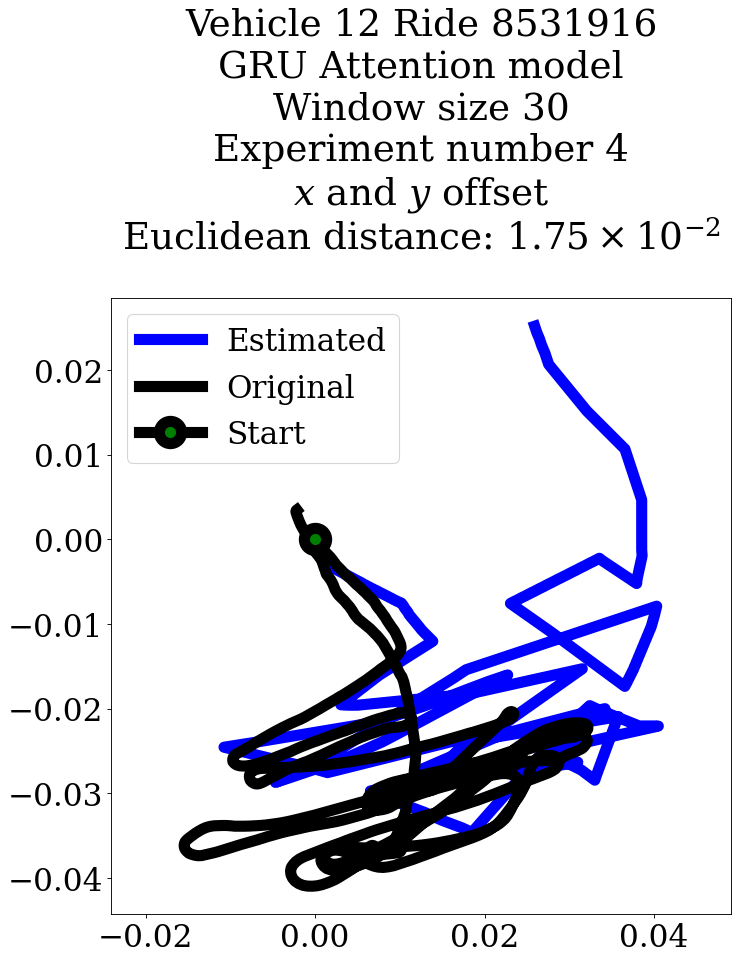 Vehicle 12 Ride 8531916
GRU Attention model
Window size 30
Experiment number 4
x and y offset
Euclidean distance: 1.75 × 10⁻²
Estimated
Original
Start
0.02
0.01
0.00
−0.01
−0.02
−0.03
−0.04
−0.02 0.00 0.02 0.04